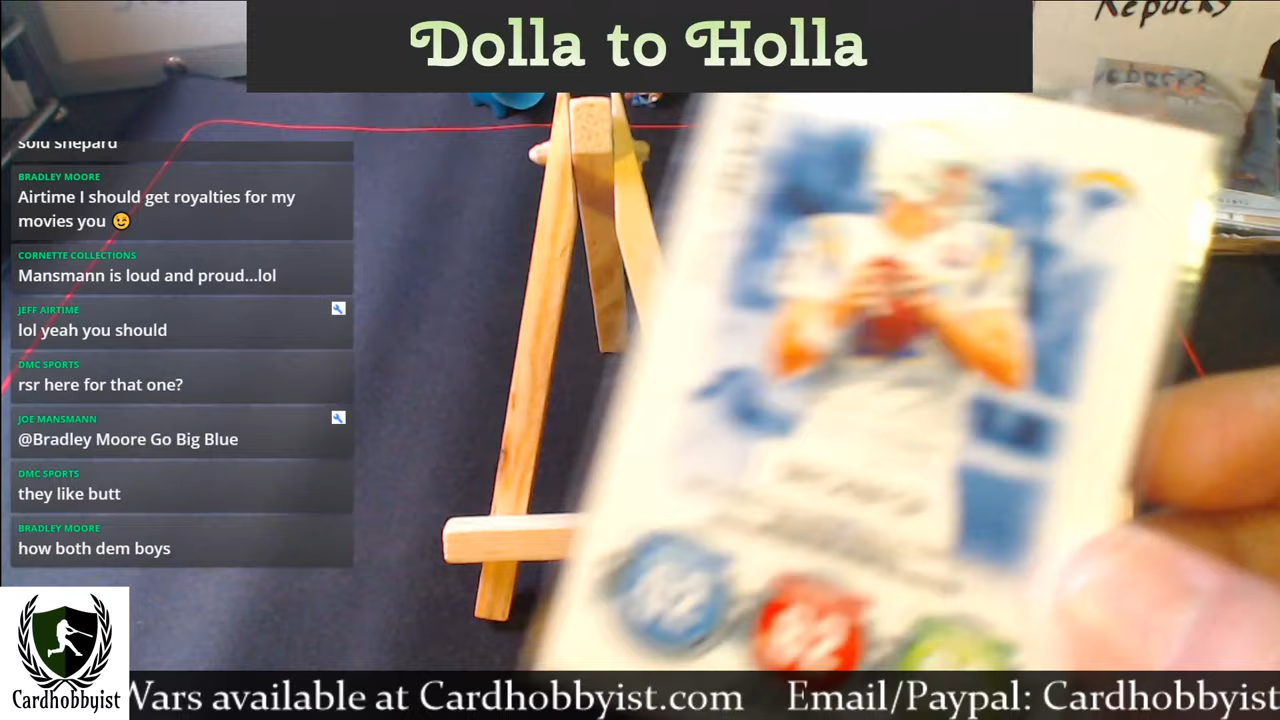 Dolla to Holla
Repacks
sold shepard
BRADLEY MOORE
Airtime I should get royalties for my
movies you 😉
CORNETTE COLLECTIONS
Mansmann is loud and proud...lol
JEFF AIRTIME
lol yeah you should
DMC SPORTS
rsr here for that one?
JOE MANSMANN
@Bradley Moore Go Big Blue
DMC SPORTS
they like butt
BRADLEY MOORE
how both dem boys
Cardhobbyist
Wars available at Cardhobbyist.com Email/Paypal: Cardhobbyist